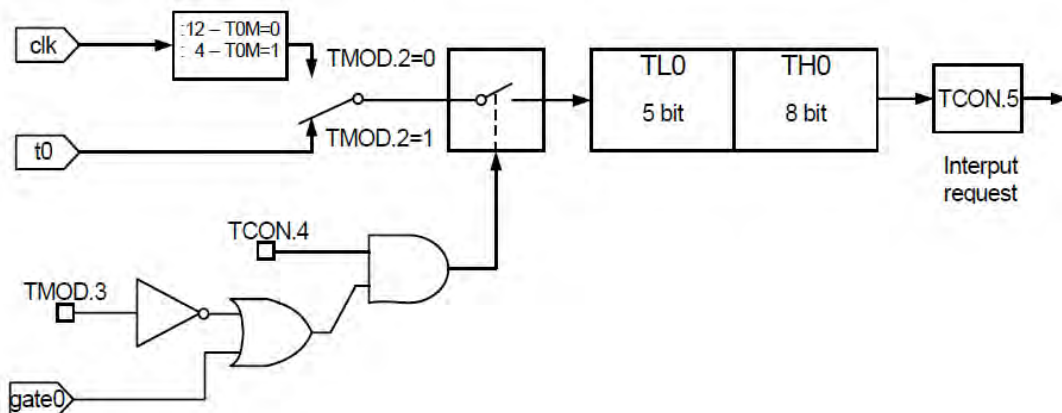 clk
:12 – T0M=0
: 4 – T0M=1
TMOD.2=0
TL0
TH0
5 bit
8 bit
TCON.5
t0
TMOD.2=1
Interput
request
TCON.4
TMOD.3
gate0